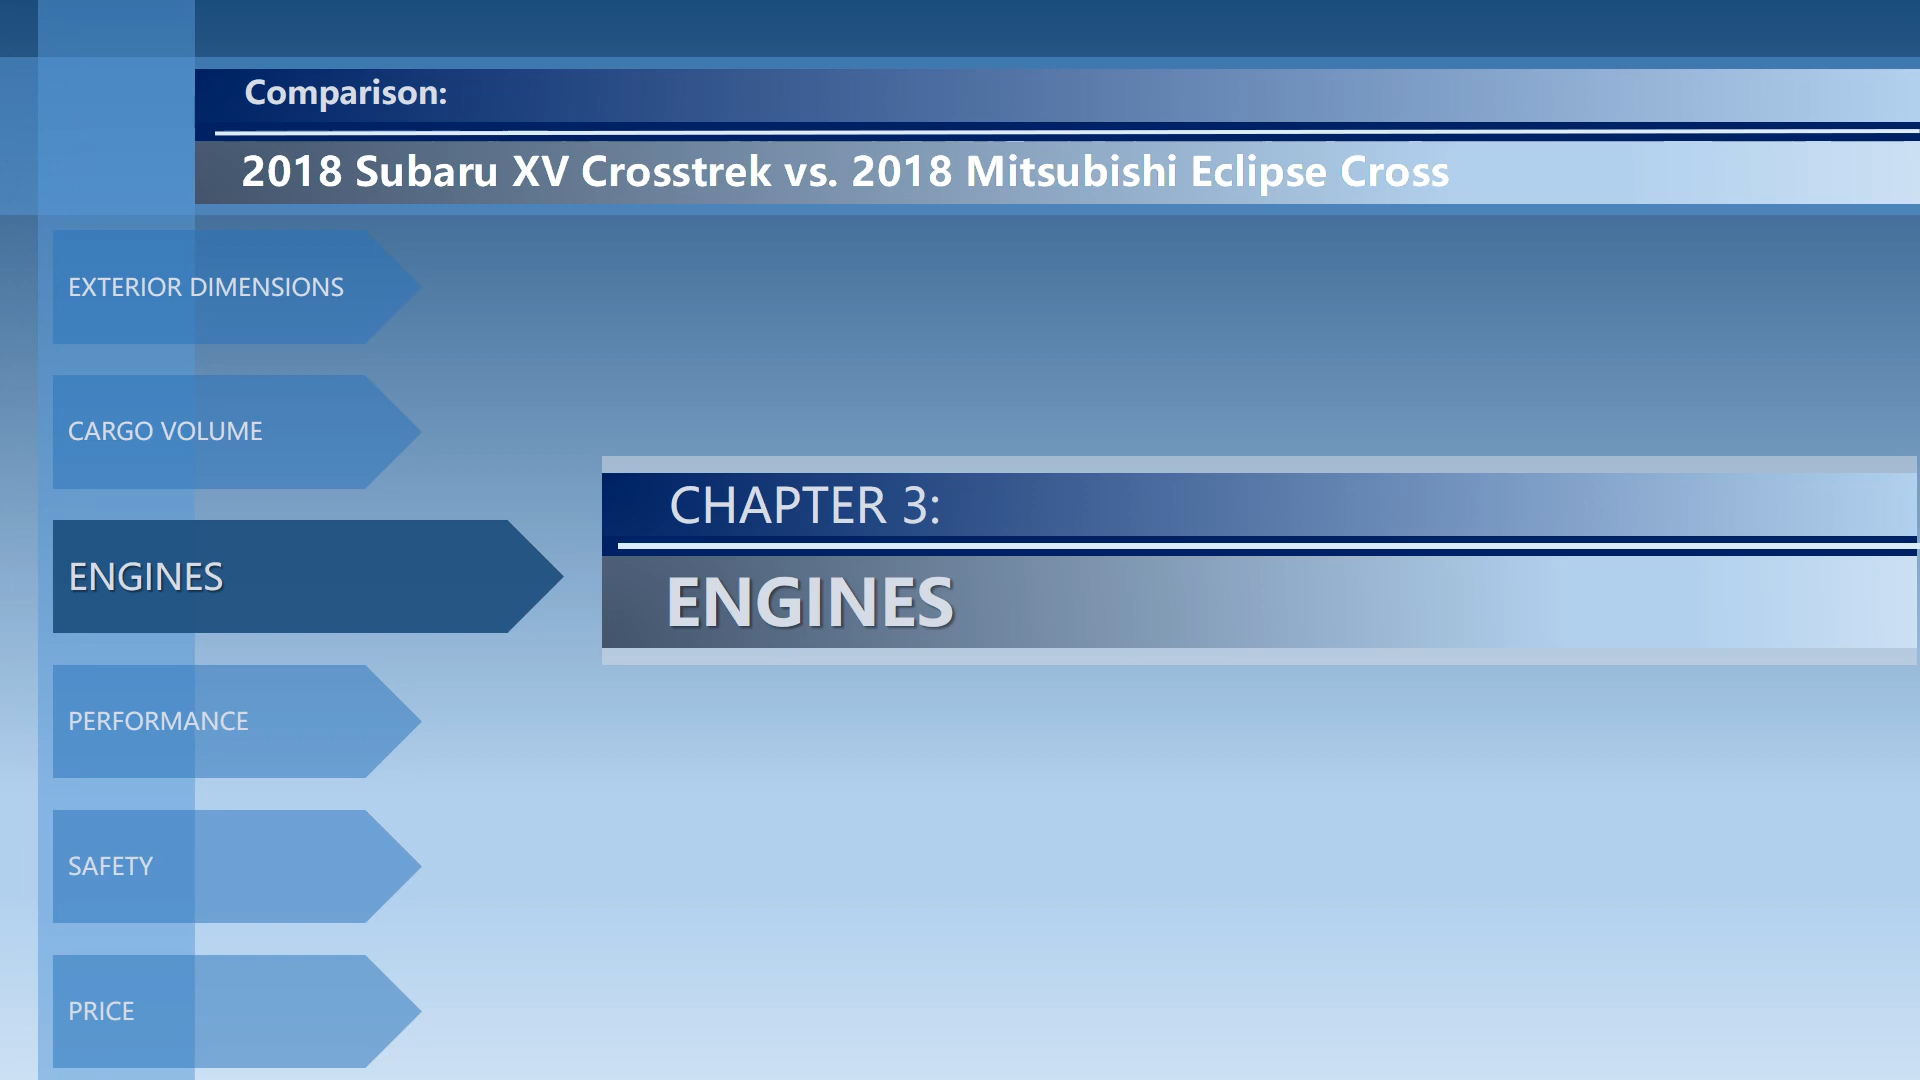 Comparison:
2018 Subaru XV Crosstrek vs. 2018 Mitsubishi Eclipse Cross
EXTERIOR DIMENSIONS
CARGO VOLUME
ENGINES
PERFORMANCE
SAFETY
PRICE
CHAPTER 3:
ENGINES